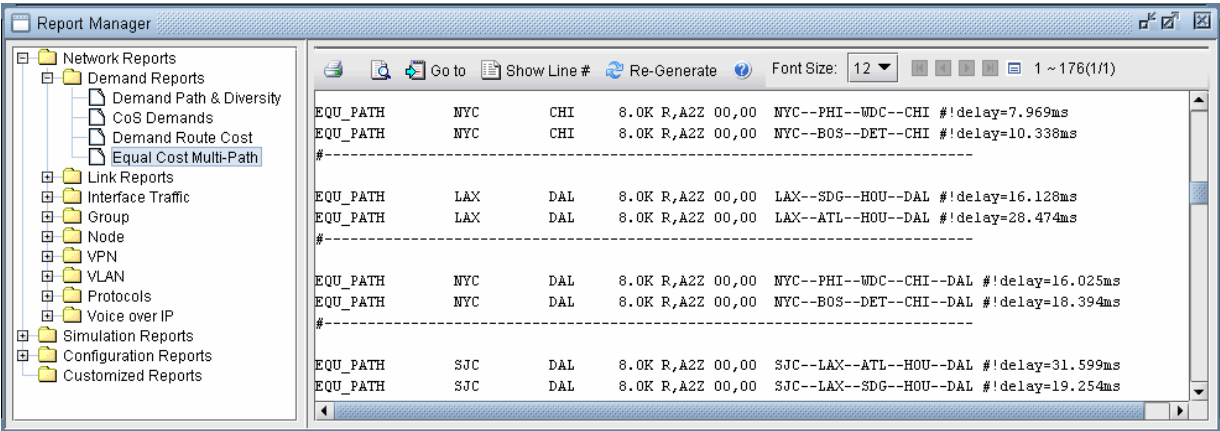 Report Manager
Network Reports
Demand Reports
Demand Path & Diversity
CoS Demands
Demand Route Cost
Equal Cost Multi-Path
Link Reports
Interface Traffic
Group
Node
VPN
VLAN
Protocols
Voice over IP
Simulation Reports
Configuration Reports
Customized Reports
Go to Show Line # Re-Generate Font Size: 12 1 ~ 176(1/1)
EQU_PATH NYC CHI 8.0K R,A2Z 00,00 NYC--PHI--WDC--CHI #!delay=7.969ms
EQU_PATH NYC CHI 8.0K R,A2Z 00,00 NYC--BOS--DET--CHI #!delay=10.338ms
#-------------------------------------------------------------------------
EQU_PATH LAX DAL 8.0K R,A2Z 00,00 LAX--SDG--HOU--DAL #!delay=16.128ms
EQU_PATH LAX DAL 8.0K R,A2Z 00,00 LAX--ATL--HOU--DAL #!delay=28.474ms
#-------------------------------------------------------------------------
EQU_PATH NYC DAL 8.0K R,A2Z 00,00 NYC--PHI--WDC--CHI--DAL #!delay=16.025ms
EQU_PATH NYC DAL 8.0K R,A2Z 00,00 NYC--BOS--DET--CHI--DAL #!delay=18.394ms
#-------------------------------------------------------------------------
EQU_PATH SJC DAL 8.0K R,A2Z 00,00 SJC--LAX--ATL--HOU--DAL #!delay=31.599ms
EQU_PATH SJC DAL 8.0K R,A2Z 00,00 SJC--LAX--SDG--HOU--DAL #!delay=19.254ms